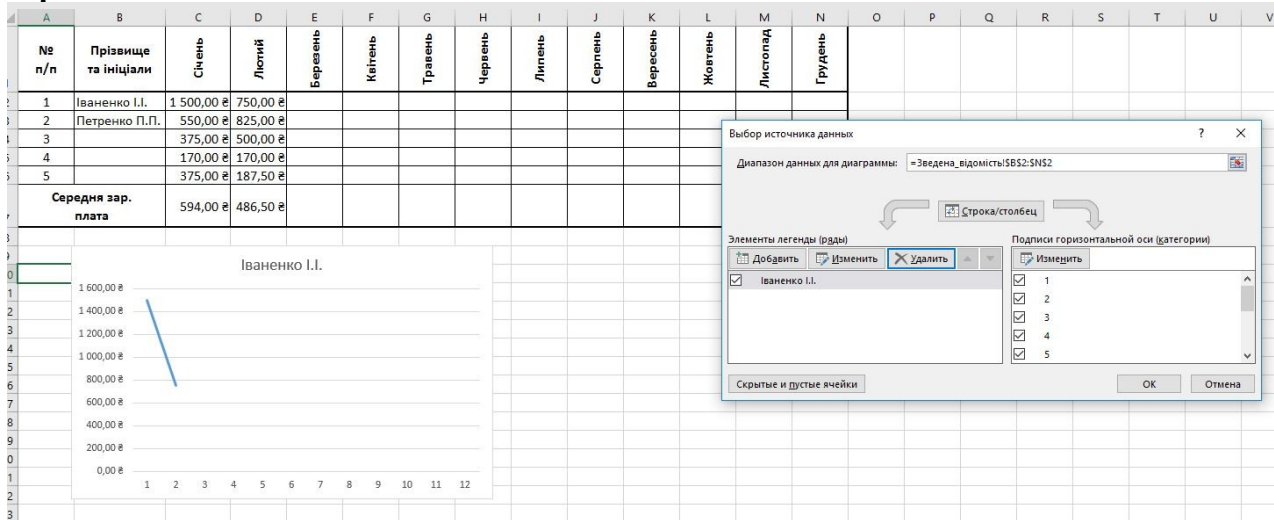 A B C D E F G H I J K L M N O P Q R S T U V
№ п/п Прізвище та ініціали Січень Лютий Березень Квітень Травень Червень Липень Серпень Вересень Жовтень Листопад Грудень
1 Іваненко І.І. 1 500,00 ₴ 750,00 ₴
2 Петренко П.П. 550,00 ₴ 825,00 ₴
3 375,00 ₴ 500,00 ₴
4 170,00 ₴ 170,00 ₴
5 375,00 ₴ 187,50 ₴
Середня зар. плата 594,00 ₴ 486,50 ₴
Іваненко І.І.
1 600,00 ₴
1 400,00 ₴
1 200,00 ₴
1 000,00 ₴
800,00 ₴
600,00 ₴
400,00 ₴
200,00 ₴
0,00 ₴
1 2 3 4 5 6 7 8 9 10 11 12
Выбор источника данных ? ×
Диапазон данных для диаграммы: =Зведена_відомість!$B$2:$N$2
Строка/столбец
Элементы легенды (ряды)
Добавить Изменить Удалить
Іваненко І.І.
Подписи горизонтальной оси (категории)
Изменить
1
2
3
4
5
Скрытые и пустые ячейки
ОК Отмена